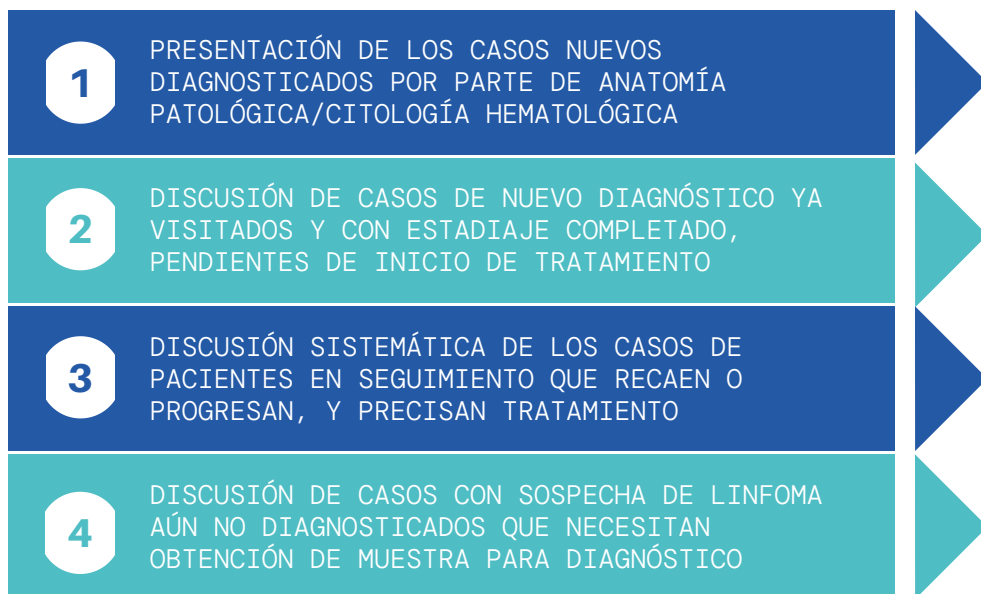 1
PRESENTACIÓN DE LOS CASOS NUEVOS
DIAGNOSTICADOS POR PARTE DE ANATOMÍA
PATOLÓGICA/CITOLOGÍA HEMATOLÓGICA
2
DISCUSIÓN DE CASOS DE NUEVO DIAGNÓSTICO YA
VISITADOS Y CON ESTADIAJE COMPLETADO,
PENDIENTES DE INICIO DE TRATAMIENTO
3
DISCUSIÓN SISTEMÁTICA DE LOS CASOS DE
PACIENTES EN SEGUIMIENTO QUE RECAEN O
PROGRESAN, Y PRECISAN TRATAMIENTO
4
DISCUSIÓN DE CASOS CON SOSPECHA DE LINFOMA
AÚN NO DIAGNOSTICADOS QUE NECESITAN
OBTENCIÓN DE MUESTRA PARA DIAGNÓSTICO